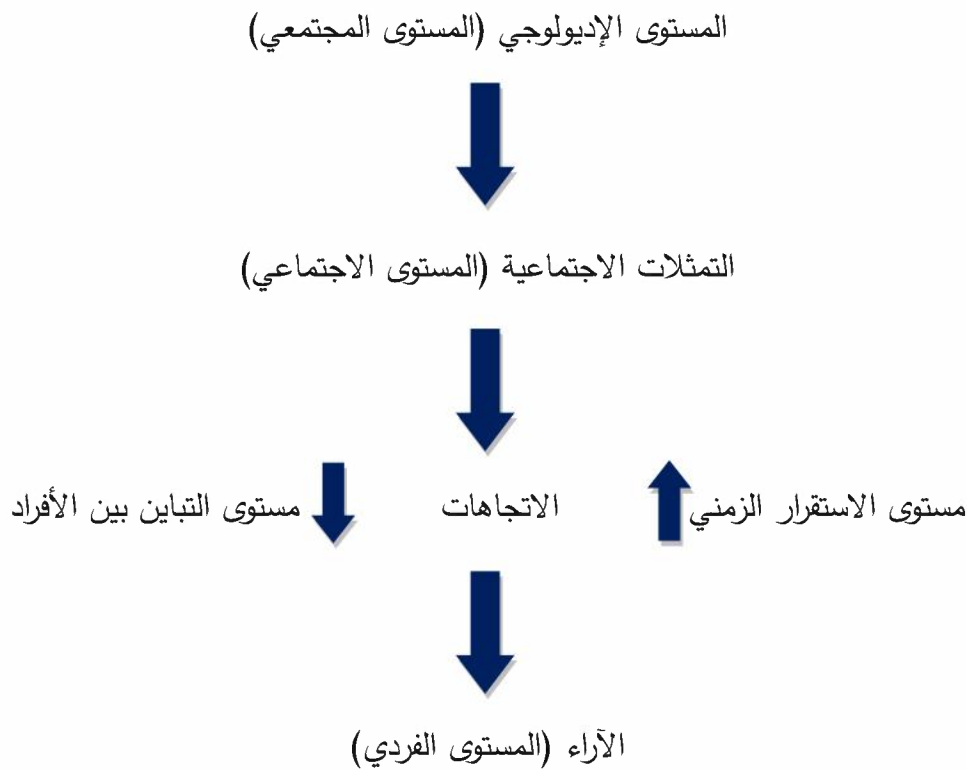 المستوى الإديولوجي (المستوى المجتمعي)
التمثلات الاجتماعية (المستوى الاجتماعي)
مستوى الاستقرار الزمني
الاتجاهات
مستوى التباين بين الأفراد
الآراء (المستوى الفردي)